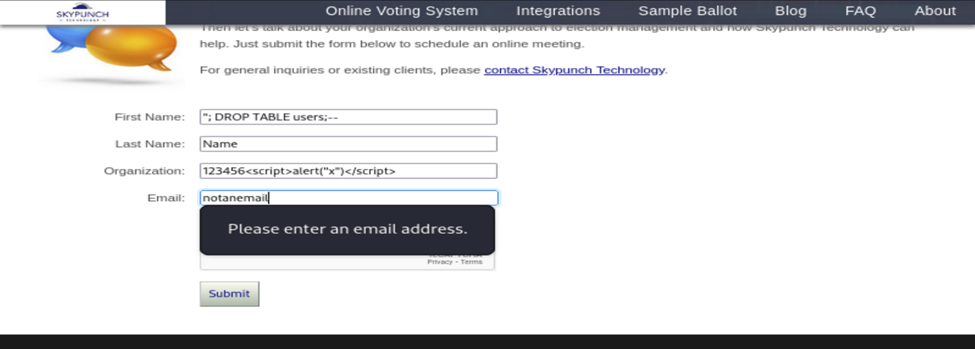 SKYPUNCH
TECHNOLOGY
Online Voting System Integrations Sample Ballot Blog FAQ About
Then let's talk about your organization's current approach to election management and how Skypunch Technology can
help. Just submit the form below to schedule an online meeting.
For general inquiries or existing clients, please contact Skypunch Technology.
First Name: "; DROP TABLE users;--
Last Name: Name
Organization: 123456<script>alert("x")</script>
Email: notanemail
Please enter an email address.
Privacy - Terms
Submit